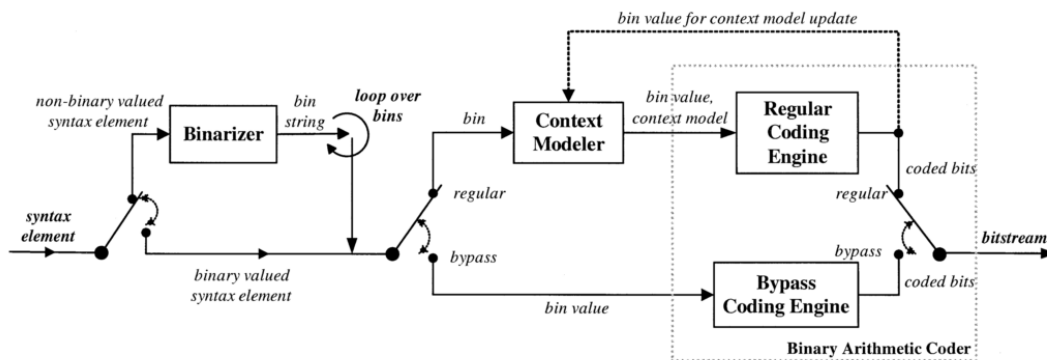 bin value for context model update
non-binary valued
syntax element
Binarizer
bin
string
loop over
bins
bin
Context
Modeler
bin value,
context model
Regular
Coding
Engine
coded bits
regular
regular
syntax
element
bitstream
bypass
bypass
binary valued
syntax element
bin value
Bypass
Coding Engine
coded bits
Binary Arithmetic Coder